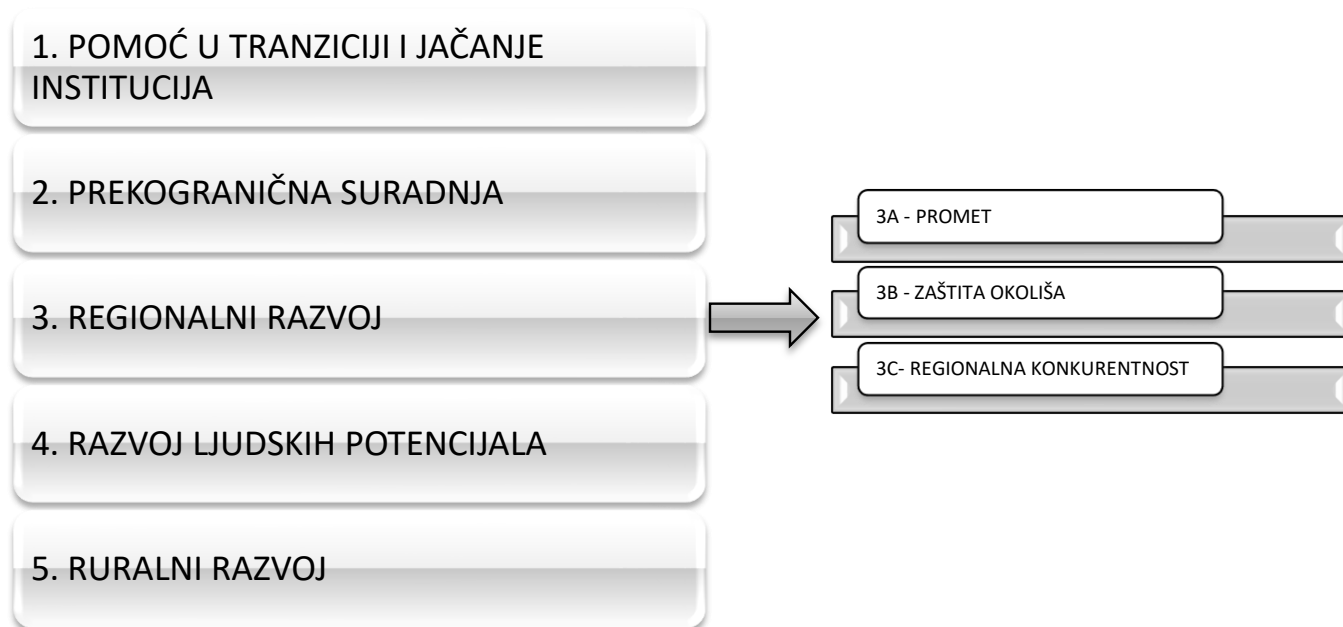 1. POMOĆ U TRANZICIJI I JAČANJE
INSTITUCIJA
2. PREKOGRANIČNA SURADNJA
3. REGIONALNI RAZVOJ
4. RAZVOJ LJUDSKIH POTENCIJALA
5. RURALNI RAZVOJ
3A - PROMET
3B - ZAŠTITA OKOLIŠA
3C- REGIONALNA KONKURENTNOST